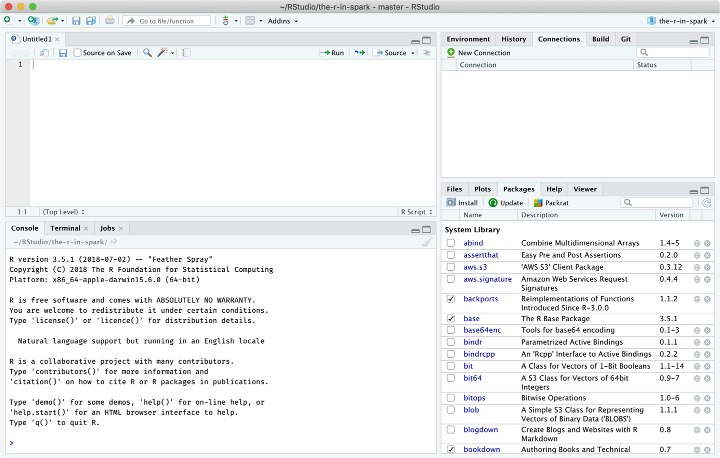 ~/RStudio/the-r-in-spark - master - RStudio
Go to file/function
Addins
the-r-in-spark
Untitled1
Source on Save
Run
Source
1
1:1
(Top Level)
R Script
Console
Terminal
Jobs
~/RStudio/the-r-in-spark/
R version 3.5.1 (2018-07-02) -- "Feather Spray"
Copyright (C) 2018 The R Foundation for Statistical Computing
Platform: x86_64-apple-darwin15.6.0 (64-bit)
R is free software and comes with ABSOLUTELY NO WARRANTY.
You are welcome to redistribute it under certain conditions.
Type 'license()' or 'licence()' for distribution details.
Natural language support but running in an English locale
R is a collaborative project with many contributors.
Type 'contributors()' for more information and
'citation()' on how to cite R or R packages in publications.
Type 'demo()' for some demos, 'help()' for on-line help, or
'help.start()' for an HTML browser interface to help.
Type 'q()' to quit R.
>
Environment
History
Connections
Build
Git
New Connection
Connection
Status
Files
Plots
Packages
Help
Viewer
Install
Update
Packrat
Name
Description
Version
System Library
abind
Combine Multidimensional Arrays
1.4-5
assertthat
Easy Pre and Post Assertions
0.2.0
aws.s3
'AWS S3' Client Package
0.3.12
aws.signature
Amazon Web Services Request
Signatures
0.4.4
backports
Reimplementations of Functions
Introduced Since R-3.0.0
1.1.2
base
The R Base Package
3.5.1
base64enc
Tools for base64 encoding
0.1-3
bindr
Parametrized Active Bindings
0.1.1
bindrcpp
An 'Rcpp' Interface to Active Bindings
0.2.2
bit
A Class for Vectors of 1-Bit Booleans
1.1-14
bit64
A S3 Class for Vectors of 64bit
Integers
0.9-7
bitops
Bitwise Operations
1.0-6
blob
A Simple S3 Class for Representing
Vectors of Binary Data ('BLOBS')
1.1.1
blogdown
Create Blogs and Websites with R
Markdown
0.8
bookdown
Authoring Books and Technical
0.7